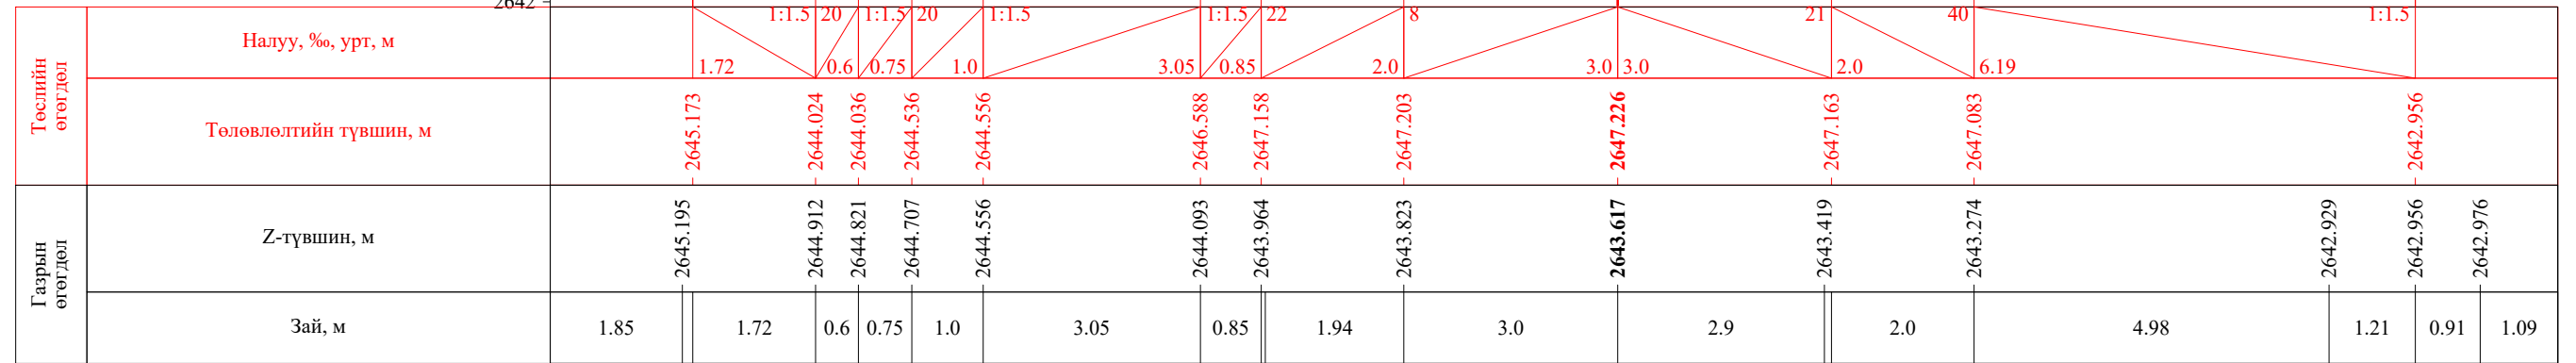 2642
Төслийн өгөгдөл
Налуу, ‰, урт, м
1:1.5 20 1:1.5 20 1:1.5 1:1.5 22 8 21 40 1:1.5
1.72 0.6 0.75 1.0 3.05 0.85 2.0 3.0 3.0 2.0 6.19
Төлөвлөлтийн түвшин, м
2645.173 2644.024 2644.036 2644.536 2644.556 2646.588 2647.158 2647.203 2647.226 2647.163 2647.083 2642.956
Газрын өгөгдөл
Z-түвшин, м
2645.195 2644.912 2644.821 2644.707 2644.556 2644.093 2643.964 2643.823 2643.617 2643.419 2643.274 2642.929 2642.956 2642.976
Зай, м
1.85 1.72 0.6 0.75 1.0 3.05 0.85 1.94 3.0 2.9 2.0 4.98 1.21 0.91 1.09